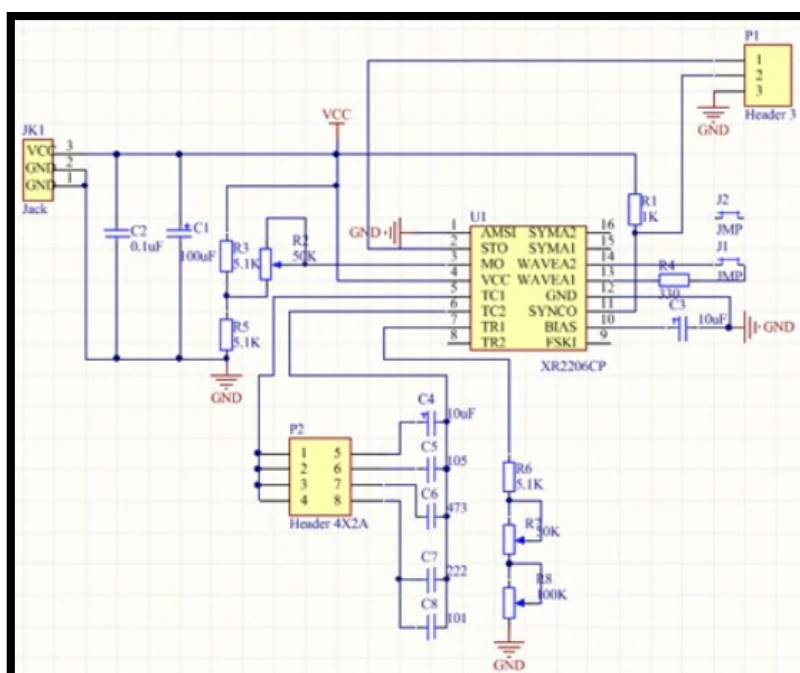 P1
1
2
3
Header 3
GND
VCC
JK1
VCC 3
GND 2
GND 1
Jack
C2
0.1uF
C1
100uF
R3
5.1K
R2
50K
R5
5.1K
GND
GND
U1
1 AMSI SYMA2 16
2 STO SYMA1 15
3 MO WAVEA2 14
4 VCC WAVEA1 13
5 TC1 GND 12
6 TC2 SYNCO 11
7 TR1 BIAS 10
8 TR2 FSKI 9
XR2206CP
R1
1K
J2
JMP
J1
JMP
R4
330
C3
10uF
GND
P2
1 5
2 6
3 7
4 8
Header 4X2A
C4
10uF
C5
105
C6
473
C7
222
C8
101
R6
5.1K
R7
50K
R8
100K
GND